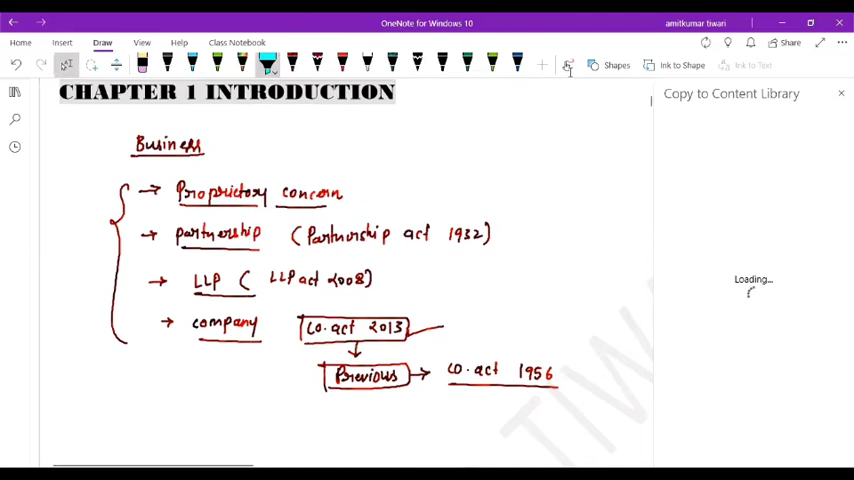 OneNote for Windows 10
amitkumar tiwari
Home Insert Draw View Help Class Notebook
Share
Shapes Ink to Shape Ink to Text
CHAPTER 1 INTRODUCTION
Copy to Content Library
Business
→ Proprietory concern
→ partnership (Partnership act 1932)
→ LLP ( LLP act 2008)
Loading...
→ company Co. act 2013
Previous → Co. act 1956
TIW